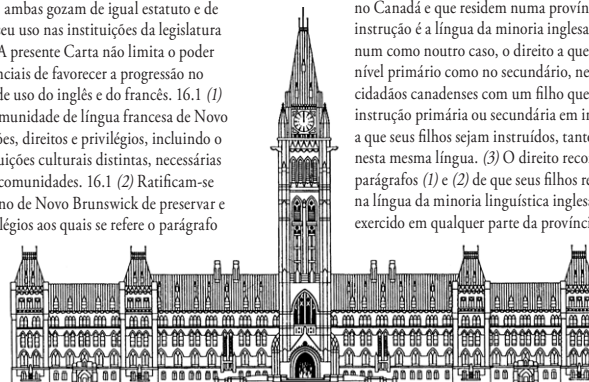 ambas gozam de igual estatuto e de
eu uso nas instituições da legislatura
A presente Carta não limita o poder
nciais de favorecer a progressão no
de uso do inglês e do francês. 16.1 (1)
munidade de língua francesa de Novo
ões, direitos e privilégios, incluindo o
uições culturais distintas, necessárias
comunidades. 16.1 (2) Ratificam-se
no de Novo Brunswick de preservar e
légios aos quais se refere o parágrafo
no Canadá e que residem numa provín
instrução é a língua da minoria inglesa
num como noutro caso, o direito a que
nível primário como no secundário, ne
cidadãos canadenses com um filho que
instrução primária ou secundária em in
a que seus filhos sejam instruídos, tanto
nesta mesma língua. (3) O direito reco
parágrafos (1) e (2) de que seus filhos re
na língua da minoria linguística ingles
exercido em qualquer parte da provínci